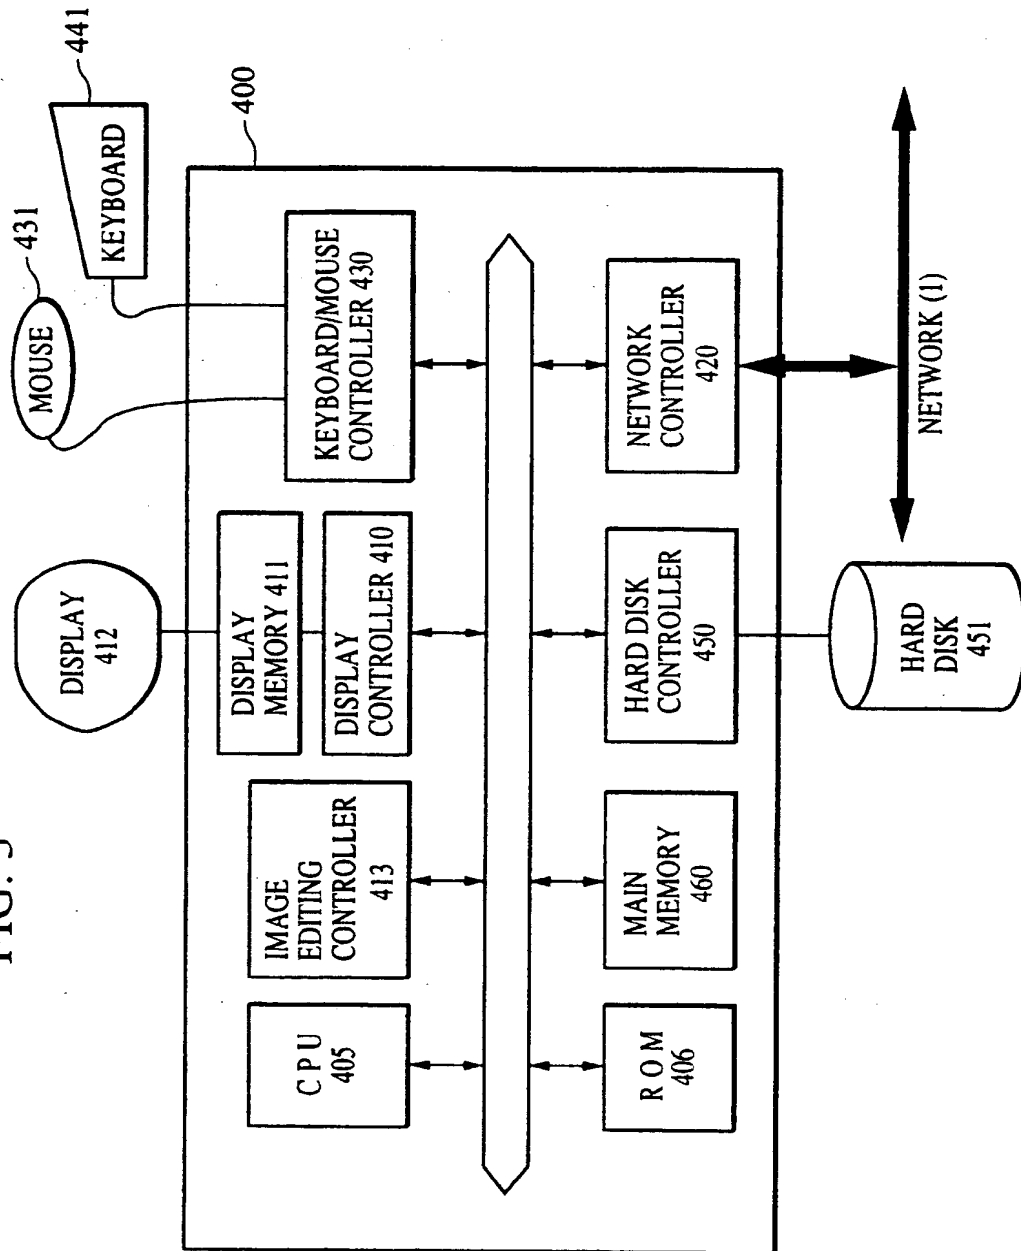 FIG.
DISPLAY
412
MOUSE
431
KEYBOARD
441
400
CPU
405
IMAGE
EDITING
CONTROLLER
413
DISPLAY
MEMORY 411
DISPLAY
CONTROLLER 410
KEYBOARD/MOUSE
CONTROLLER 430
ROM
406
MAIN
MEMORY
460
HARD DISK
CONTROLLER
450
NETWORK
CONTROLLER
420
HARD
DISK
451
NETWORK (1)